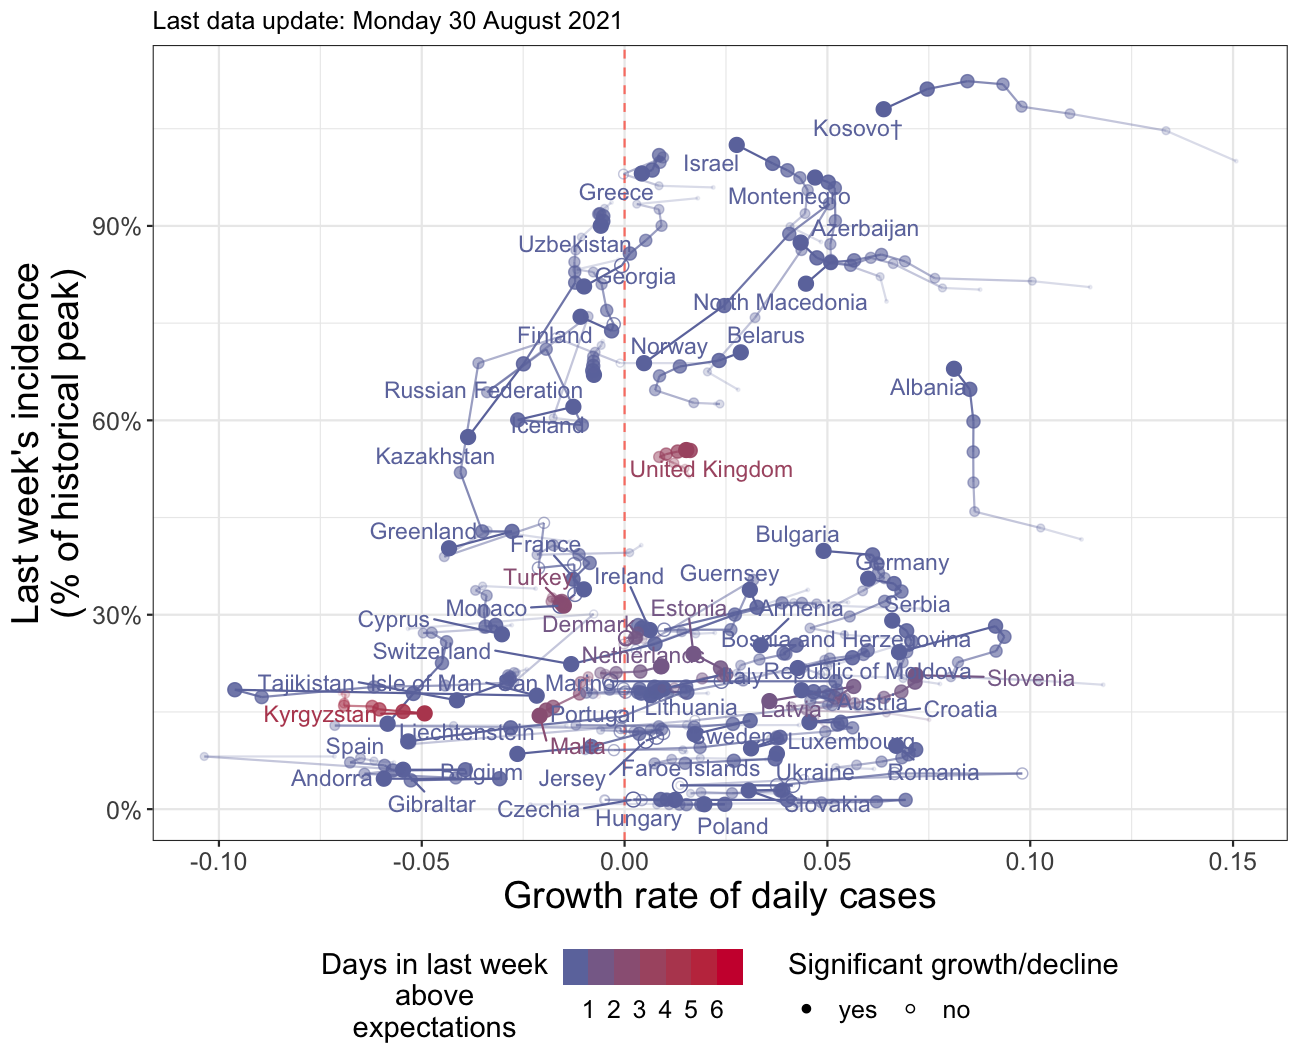 Last data update: Monday 30 August 2021
Last week's incidence
(% of historical peak)
90%
60%
30%
0%
Kosovo†
Israel
Greece
Montenegro
Azerbaijan
Uzbekistan
Georgia
North Macedonia
Finland
Norway
Belarus
Russian Federation
Albania
Iceland
Kazakhstan
United Kingdom
Greenland
France
Bulgaria
Germany
Turkey
Ireland
Guernsey
Monaco
Estonia
Armenia
Serbia
Cyprus
Denmark
Bosnia and Herzegovina
Switzerland
Netherlands
Republic of Moldova
Italy
Slovenia
Tajikistan
Isle of Man
San Marino
Kyrgyzstan
Portugal
Lithuania
Latvia
Austria
Croatia
Liechtenstein
Malta
Sweden
Luxembourg
Spain
Andorra
Belgium
Jersey
Faroe Islands
Ukraine
Romania
Gibraltar
Czechia
Hungary
Slovakia
Poland
-0.10 -0.05 0.00 0.05 0.10 0.15
Growth rate of daily cases
Days in last week
above
expectations
1 2 3 4 5 6
Significant growth/decline
yes no